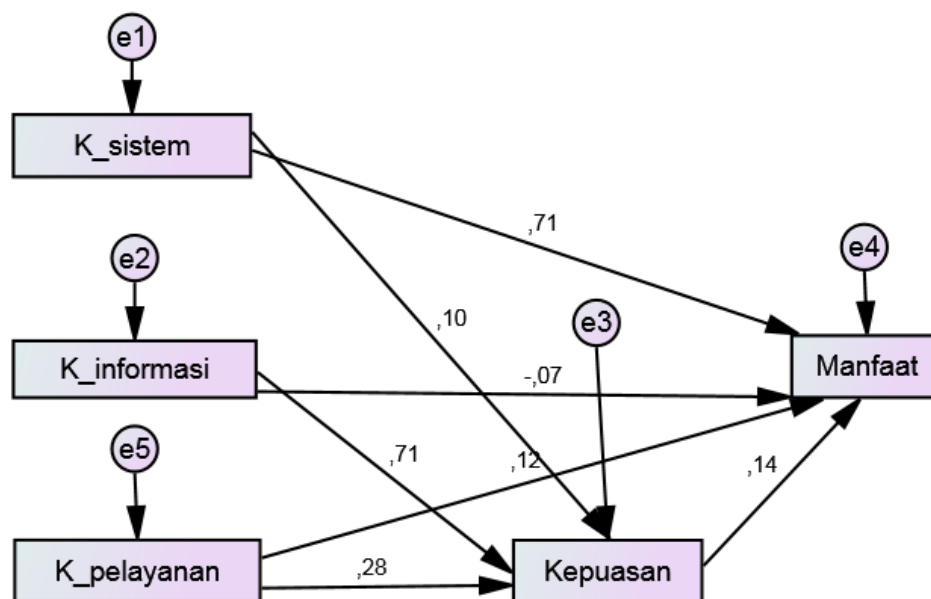 e1
K_sistem
,71
e2
e4
,10
e3
K_informasi
-,07
Manfaat
e5
,71
,12
,14
K_pelayanan
,28
Kepuasan